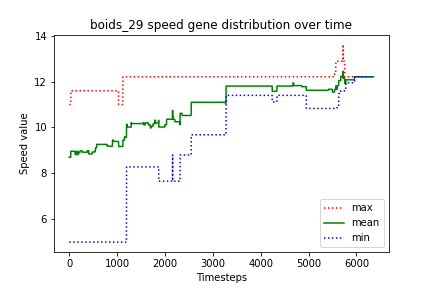 boids_29 speed gene distribution over time
Speed value
14
12
10
8
6
0
1000
2000
3000
4000
5000
6000
Timesteps
max
mean
min